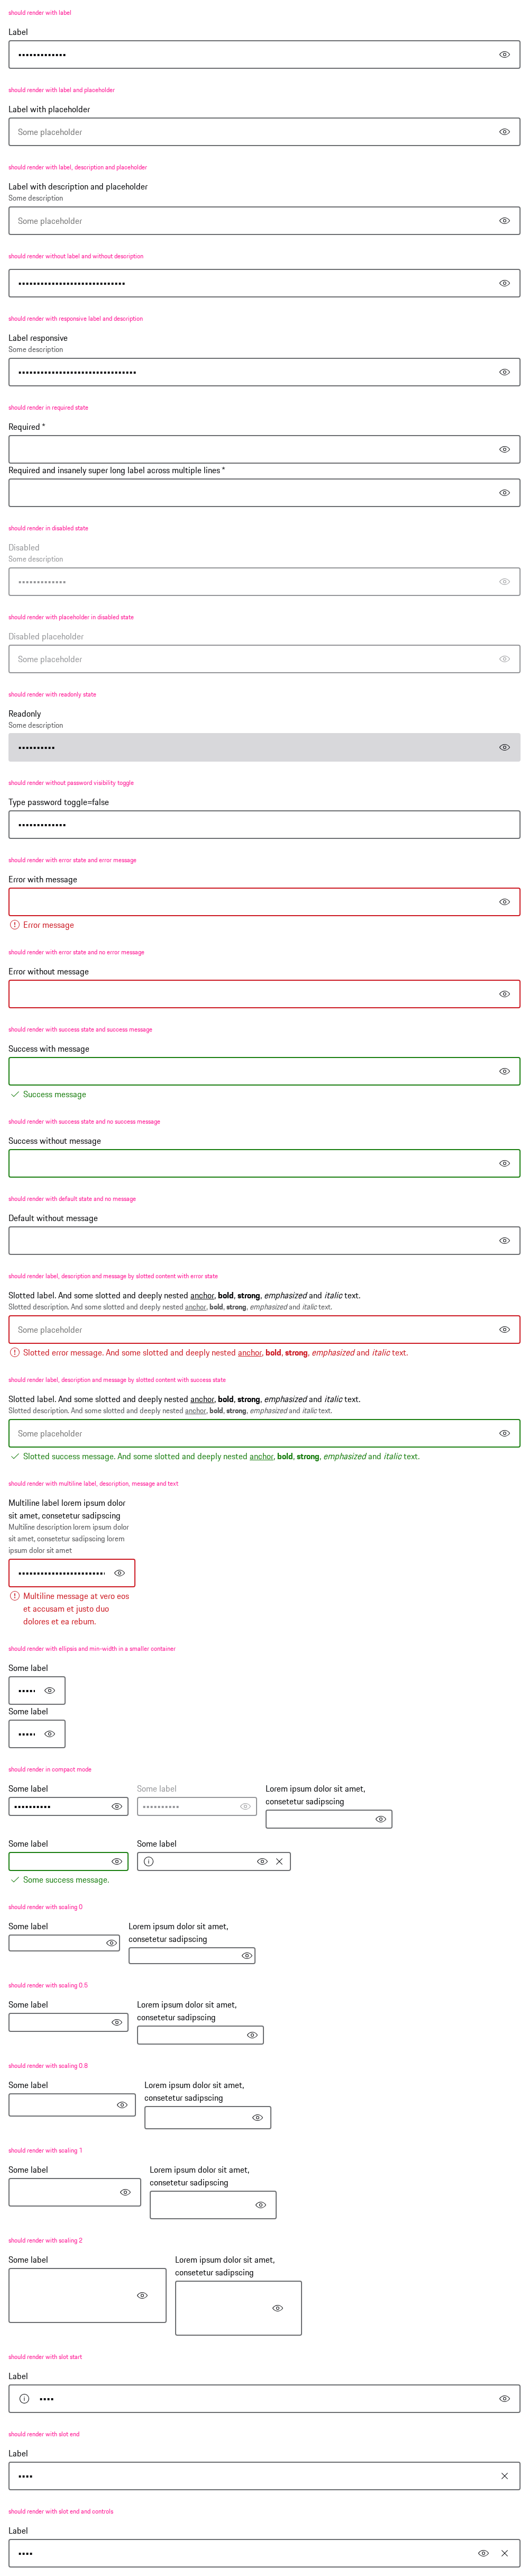 should render with label
Label
•••••••••••••
should render with label and placeholder
Label with placeholder
Some placeholder
should render with label, description and placeholder
Label with description and placeholder
Some description
Some placeholder
should render without label and without description
•••••••••••••••••••••••••••••
should render with responsive label and description
Label responsive
Some description
••••••••••••••••••••••••••••••••
should render in required state
Required *
Required and insanely super long label across multiple lines *
should render in disabled state
Disabled
Some description
•••••••••••••
should render with placeholder in disabled state
Disabled placeholder
Some placeholder
should render with readonly state
Readonly
Some description
••••••••••
should render without password visibility toggle
Type password toggle=false
•••••••••••••
should render with error state and error message
Error with message
Error message
should render with error state and no error message
Error without message
should render with success state and success message
Success with message
Success message
should render with success state and no success message
Success without message
should render with default state and no message
Default without message
should render label, description and message by slotted content with error state
Slotted label. And some slotted and deeply nested anchor, bold, strong, emphasized and italic text.
Slotted description. And some slotted and deeply nested anchor, bold, strong, emphasized and italic text.
Some placeholder
Slotted error message. And some slotted and deeply nested anchor, bold, strong, emphasized and italic text.
should render label, description and message by slotted content with success state
Slotted label. And some slotted and deeply nested anchor, bold, strong, emphasized and italic text.
Slotted description. And some slotted and deeply nested anchor, bold, strong, emphasized and italic text.
Some placeholder
Slotted success message. And some slotted and deeply nested anchor, bold, strong, emphasized and italic text.
should render with multiline label, description, message and text
Multiline label lorem ipsum dolor
sit amet, consetetur sadipscing
Multiline description lorem ipsum dolor
sit amet, consetetur sadipscing lorem
ipsum dolor sit amet
••••••••••••••••••••••••
Multiline message at vero eos
et accusam et justo duo
dolores et ea rebum.
should render with ellipsis and min-width in a smaller container
Some label
•••••
Some label
•••••
should render in compact mode
Some label
••••••••••
Some label
••••••••••
Lorem ipsum dolor sit amet,
consetetur sadipscing
Some label
Some success message.
Some label
should render with scaling 0
Some label
Lorem ipsum dolor sit amet,
consetetur sadipscing
should render with scaling 0.5
Some label
Lorem ipsum dolor sit amet,
consetetur sadipscing
should render with scaling 0.8
Some label
Lorem ipsum dolor sit amet,
consetetur sadipscing
should render with scaling 1
Some label
Lorem ipsum dolor sit amet,
consetetur sadipscing
should render with scaling 2
Some label
Lorem ipsum dolor sit amet,
consetetur sadipscing
should render with slot start
Label
••••
should render with slot end
Label
••••
should render with slot end and controls
Label
••••